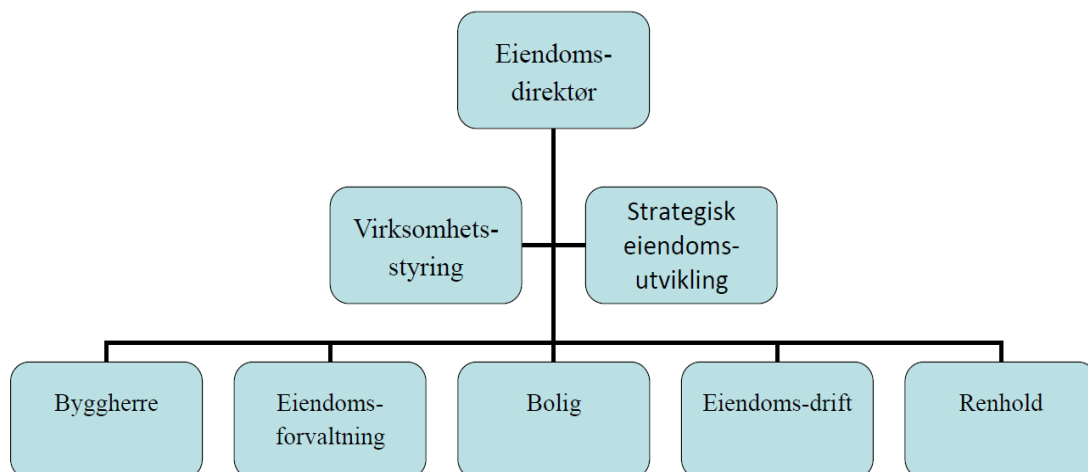 Eiendoms-
direktør
Virksomhets-
styring
Strategisk
eiendoms-
utvikling
Byggherre
Eiendoms-
forvaltning
Bolig
Eiendoms-drift
Renhold